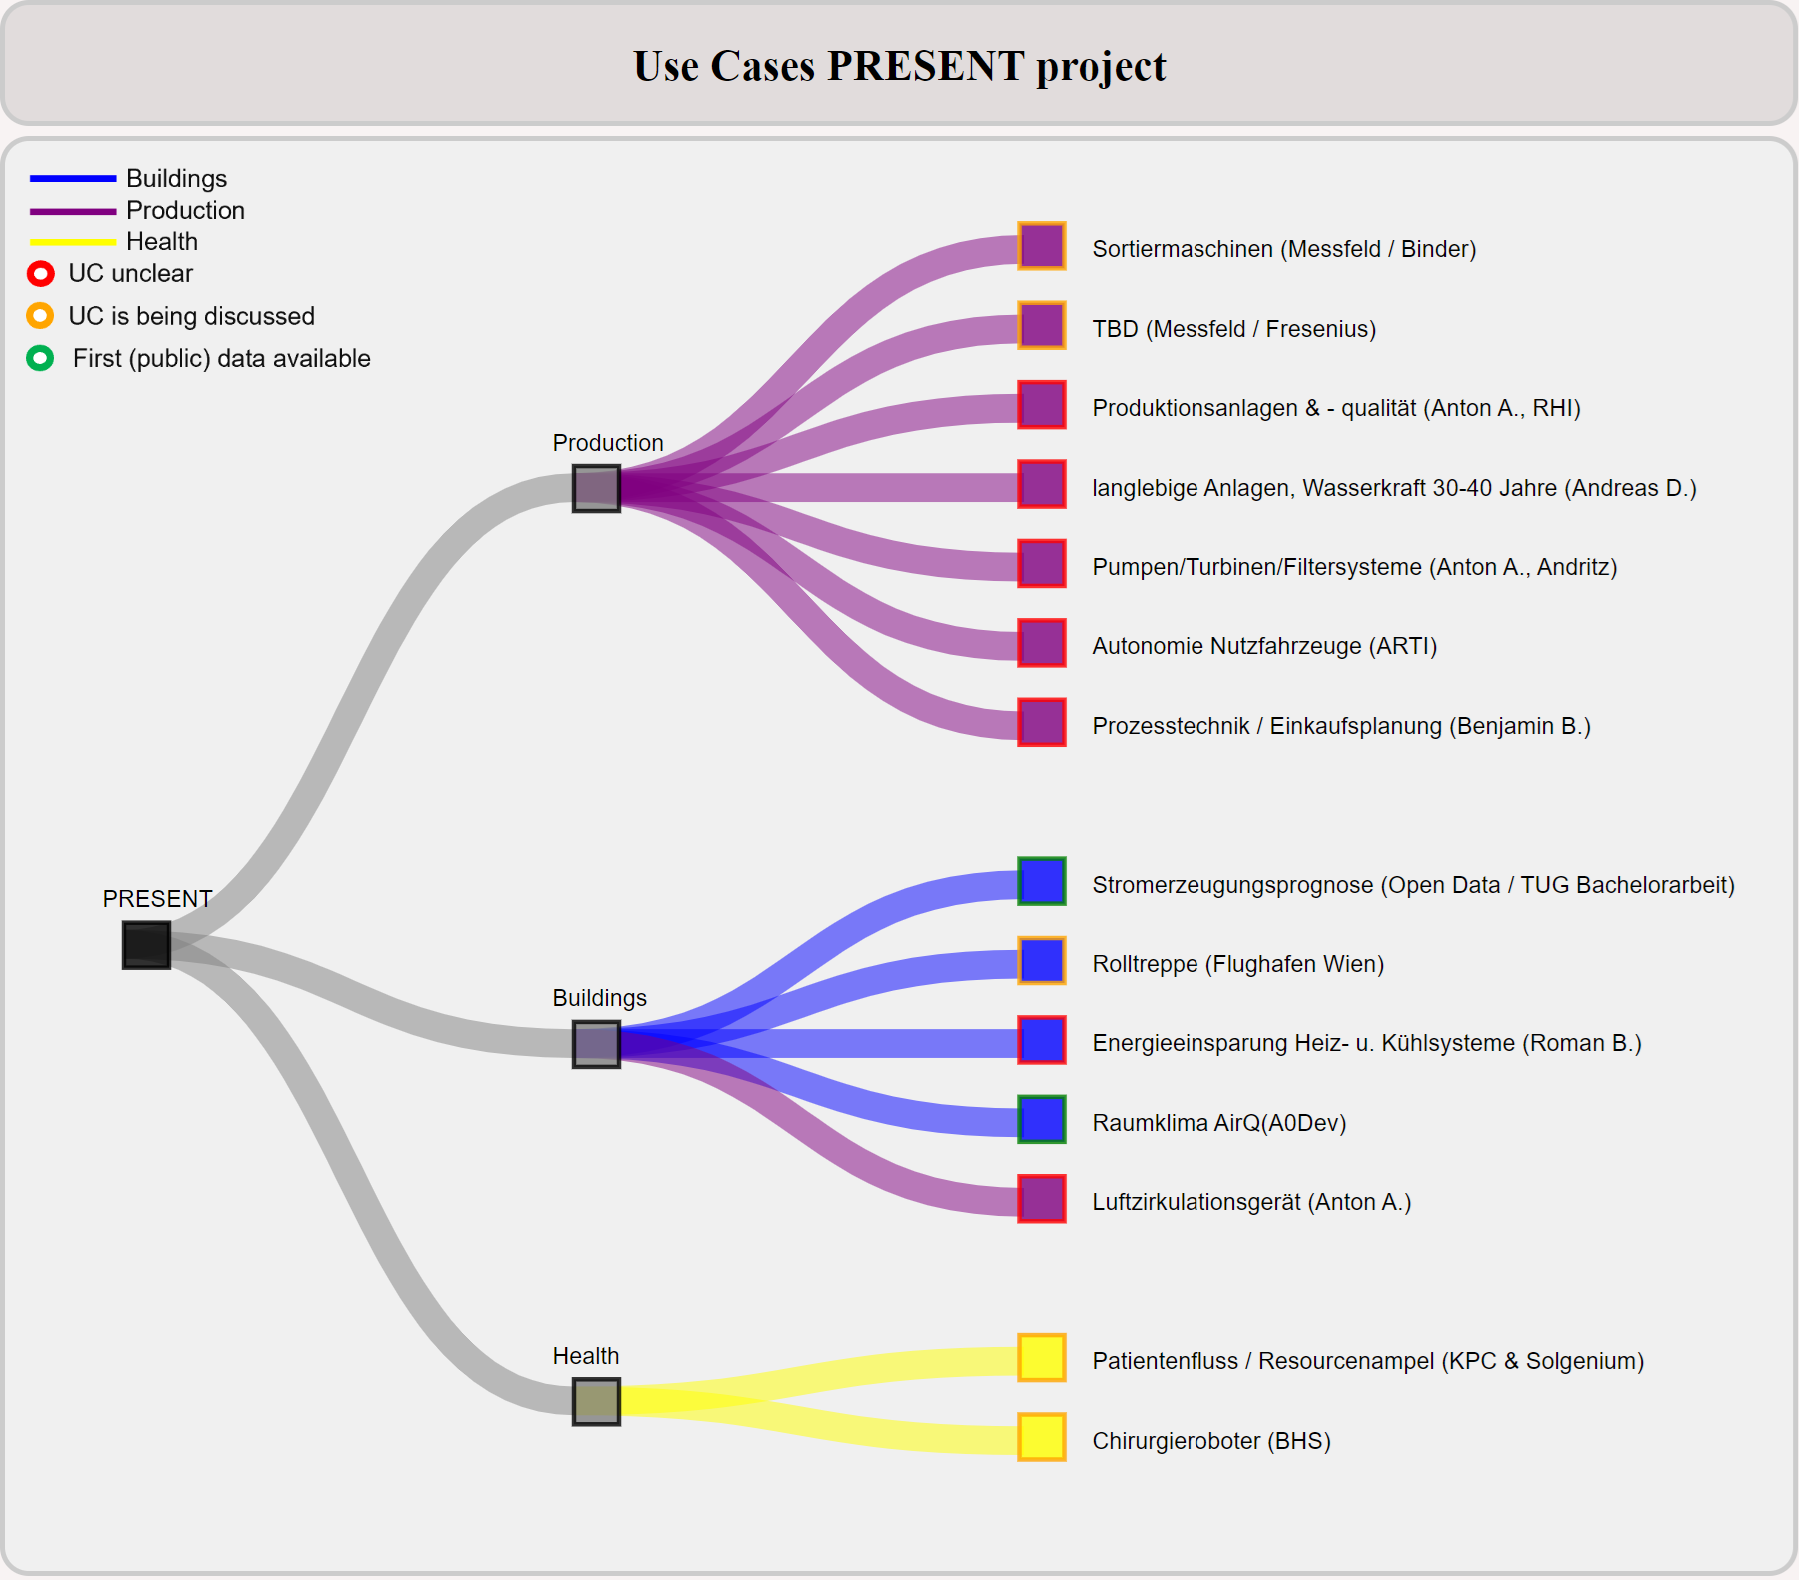 Use Cases PRESENT project
Buildings
Production
Health
UC unclear
UC is being discussed
First (public) data available
Sortiermaschinen (Messfeld / Binder)
TBD (Messfeld / Fresenius)
Produktionsanlagen & - qualität (Anton A., RHI)
Production
langlebige Anlagen, Wasserkraft 30-40 Jahre (Andreas D.)
Pumpen/Turbinen/Filtersysteme (Anton A., Andritz)
Autonomie Nutzfahrzeuge (ARTI)
Prozesstechnik / Einkaufsplanung (Benjamin B.)
PRESENT
Stromerzeugungsprognose (Open Data / TUG Bachelorarbeit)
Rolltreppe (Flughafen Wien)
Buildings
Energieeinsparung Heiz- u. Kühlsysteme (Roman B.)
Raumklima AirQ(A0Dev)
Luftzirkulationsgerät (Anton A.)
Health
Patientenfluss / Resourcenampel (KPC & Solgenium)
Chirurgieroboter (BHS)